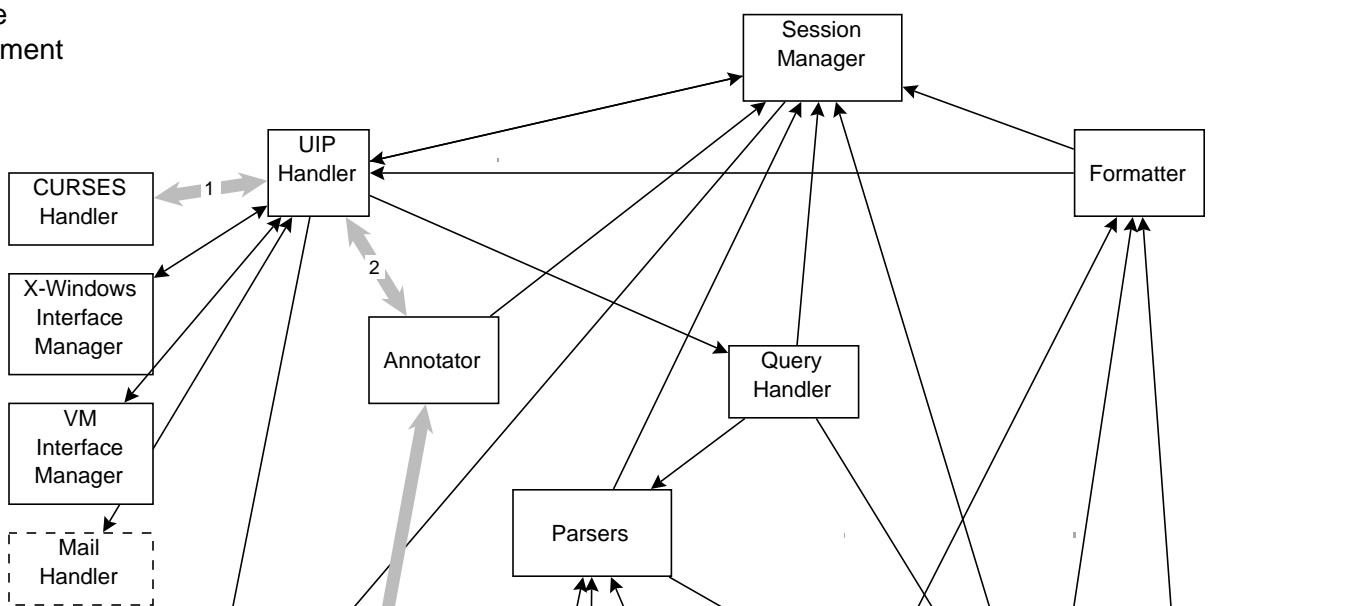 e
ment
Session
Manager
UIP
Handler
Formatter
CURSES
Handler
1
2
X-Windows
Interface
Manager
Annotator
Query
Handler
VM
Interface
Manager
Parsers
Mail
Handler